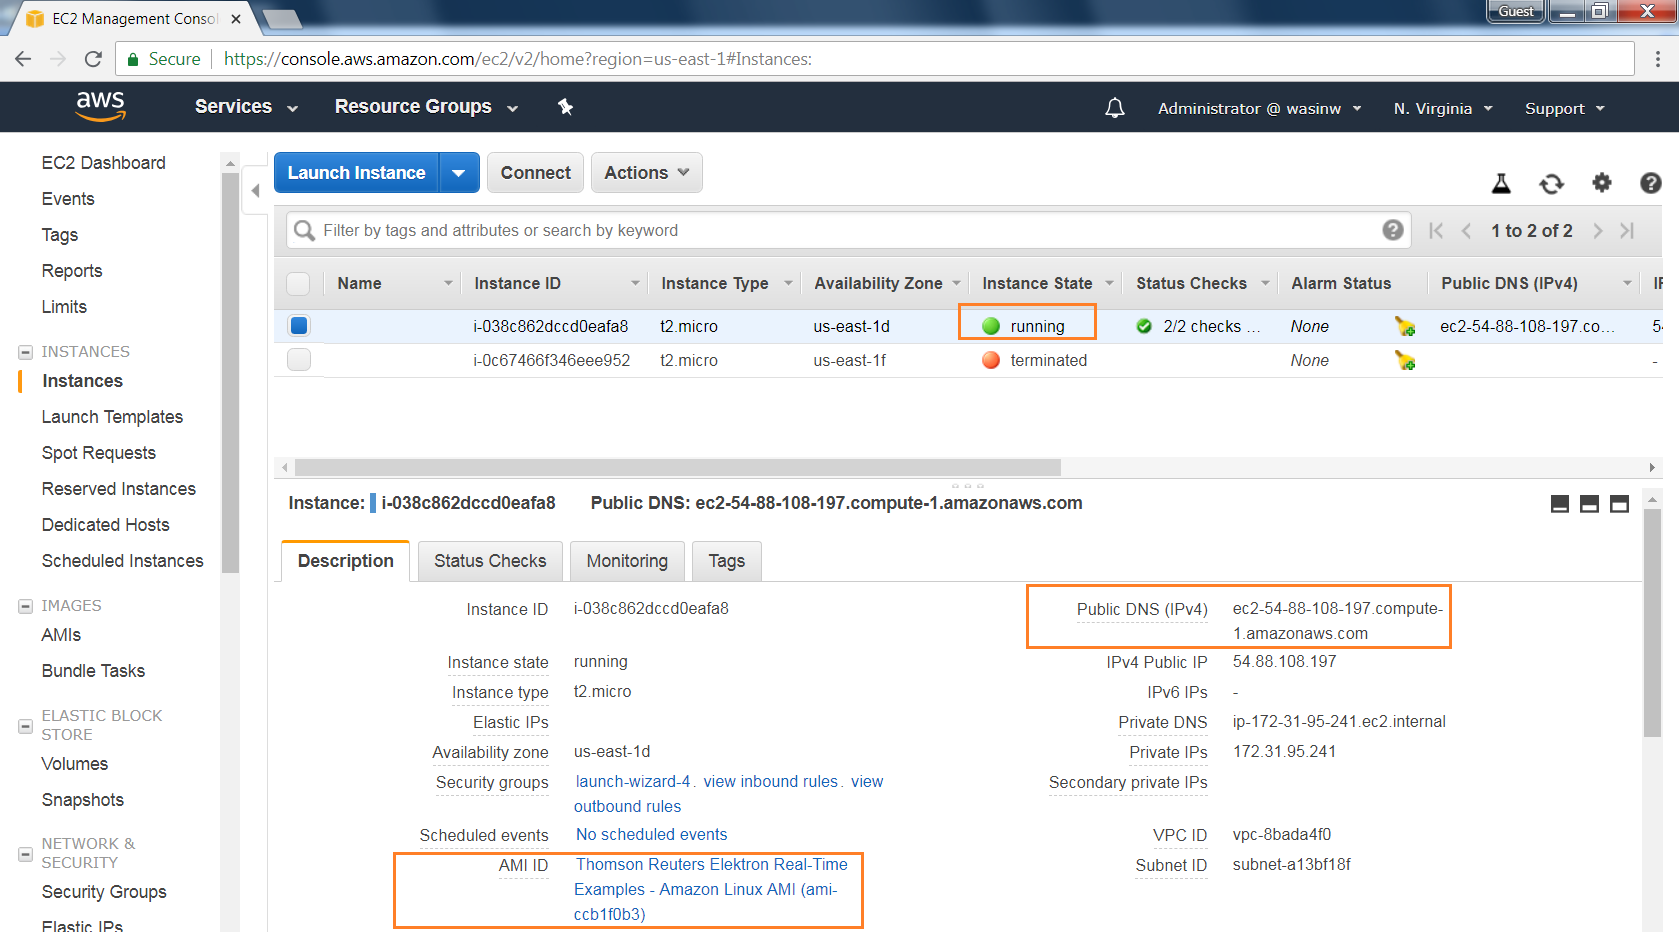 EC2 Management Consol
Guest
Secure https://console.aws.amazon.com/ec2/v2/home?region=us-east-1#Instances:
aws Services Resource Groups Administrator @ wasinw N. Virginia Support
EC2 Dashboard
Events
Tags
Reports
Limits
INSTANCES
Instances
Launch Templates
Spot Requests
Reserved Instances
Dedicated Hosts
Scheduled Instances
IMAGES
AMIs
Bundle Tasks
ELASTIC BLOCK
STORE
Volumes
Snapshots
NETWORK &
SECURITY
Security Groups
Elastic IPs
Launch Instance Connect Actions
Filter by tags and attributes or search by keyword 1 to 2 of 2
Name Instance ID Instance Type Availability Zone Instance State Status Checks Alarm Status Public DNS (IPv4)
i-038c862dccd0eafa8 t2.micro us-east-1d running 2/2 checks ... None ec2-54-88-108-197.co...
i-0c67466f346eee952 t2.micro us-east-1f terminated None -
Instance: i-038c862dccd0eafa8 Public DNS: ec2-54-88-108-197.compute-1.amazonaws.com
Description Status Checks Monitoring Tags
Instance ID i-038c862dccd0eafa8
Instance state running
Instance type t2.micro
Elastic IPs
Availability zone us-east-1d
Security groups launch-wizard-4. view inbound rules. view
outbound rules
Scheduled events No scheduled events
AMI ID Thomson Reuters Elektron Real-Time
Examples - Amazon Linux AMI (ami-
ccb1f0b3)
Public DNS (IPv4) ec2-54-88-108-197.compute-
1.amazonaws.com
IPv4 Public IP 54.88.108.197
IPv6 IPs -
Private DNS ip-172-31-95-241.ec2.internal
Private IPs 172.31.95.241
Secondary private IPs
VPC ID vpc-8bada4f0
Subnet ID subnet-a13bf18f